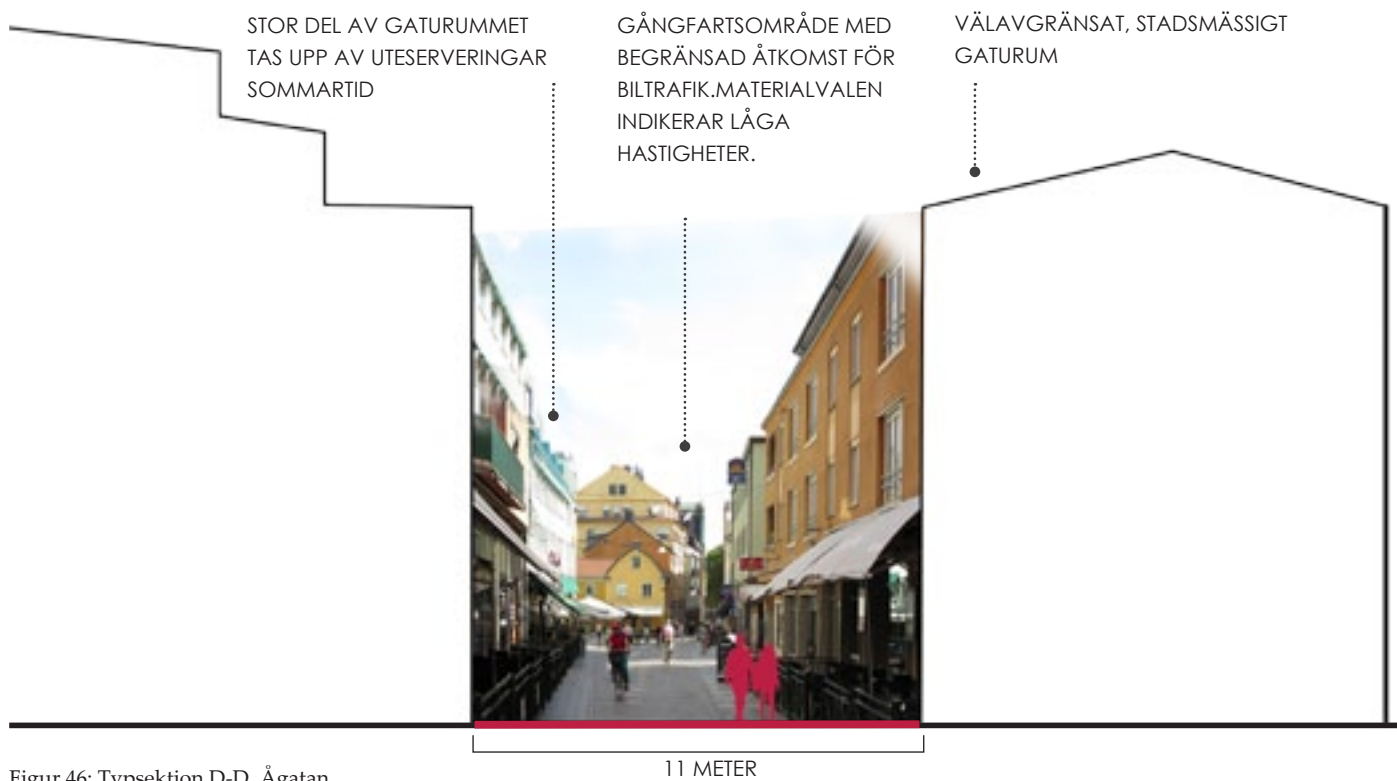 STOR DEL AV GATURUMMET
TAS UPP AV UTESERVERINGAR
SOMMARTID
GÅNGFARTSOMRÅDE MED
BEGRÄNSAD ÅTKOMST FÖR
BILTRAFIK.MATERIALVALEN
INDIKERAR LÅGA
HASTIGHETER.
VÄLAVGRÄNSAT, STADSMÄSSIGT
GATURUM
11 METER
Figur 46: Typsektion D-D, Ågatan